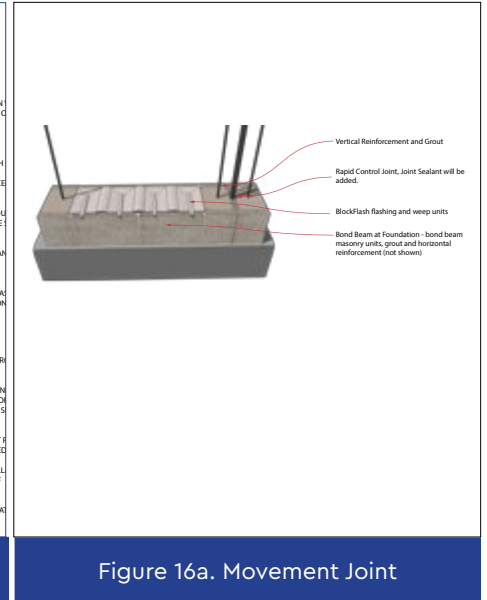 Vertical Reinforcement and Grout
Rapid Control Joint, Joint Sealant will be
added.
BlockFlash flashing and weep units
Bond Beam at Foundation - bond beam
masonry units, grout and horizontal
reinforcement (not shown)
Figure 16a. Movement Joint